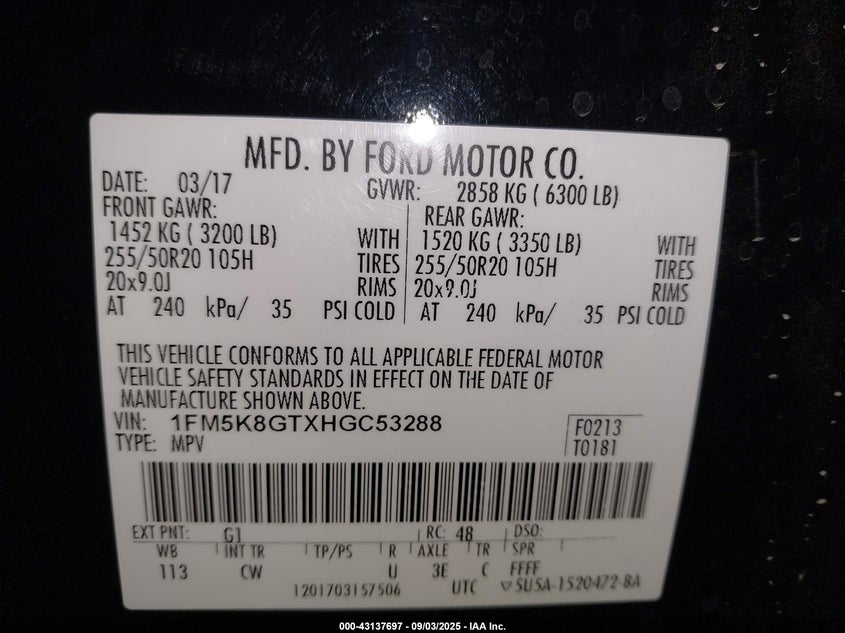 MFD. BY FORD MOTOR CO.
DATE: 03/17 GVWR: 2858 KG ( 6300 LB)
FRONT GAWR: REAR GAWR:
1452 KG ( 3200 LB) WITH 1520 KG ( 3350 LB) WITH
255/50R20 105H TIRES 255/50R20 105H TIRES
20x9.0J RIMS 20x9.0J RIMS
AT 240 kPa/ 35 PSI COLD AT 240 kPa/ 35 PSI COLD
THIS VEHICLE CONFORMS TO ALL APPLICABLE FEDERAL MOTOR
VEHICLE SAFETY STANDARDS IN EFFECT ON THE DATE OF
MANUFACTURE SHOWN ABOVE.
VIN: 1FM5K8GTXHGC53288 F0213
TYPE: MPV T0181
EXT PNT: G1 RC: 48 DSO:
WB INT TR TP/PS R AXLE TR SPR
113 CW U 3E C FFFF
1201703157506 UTC ▽5U5A-1520472-BA
000-43137697 - 09/03/2025 - IAA Inc.